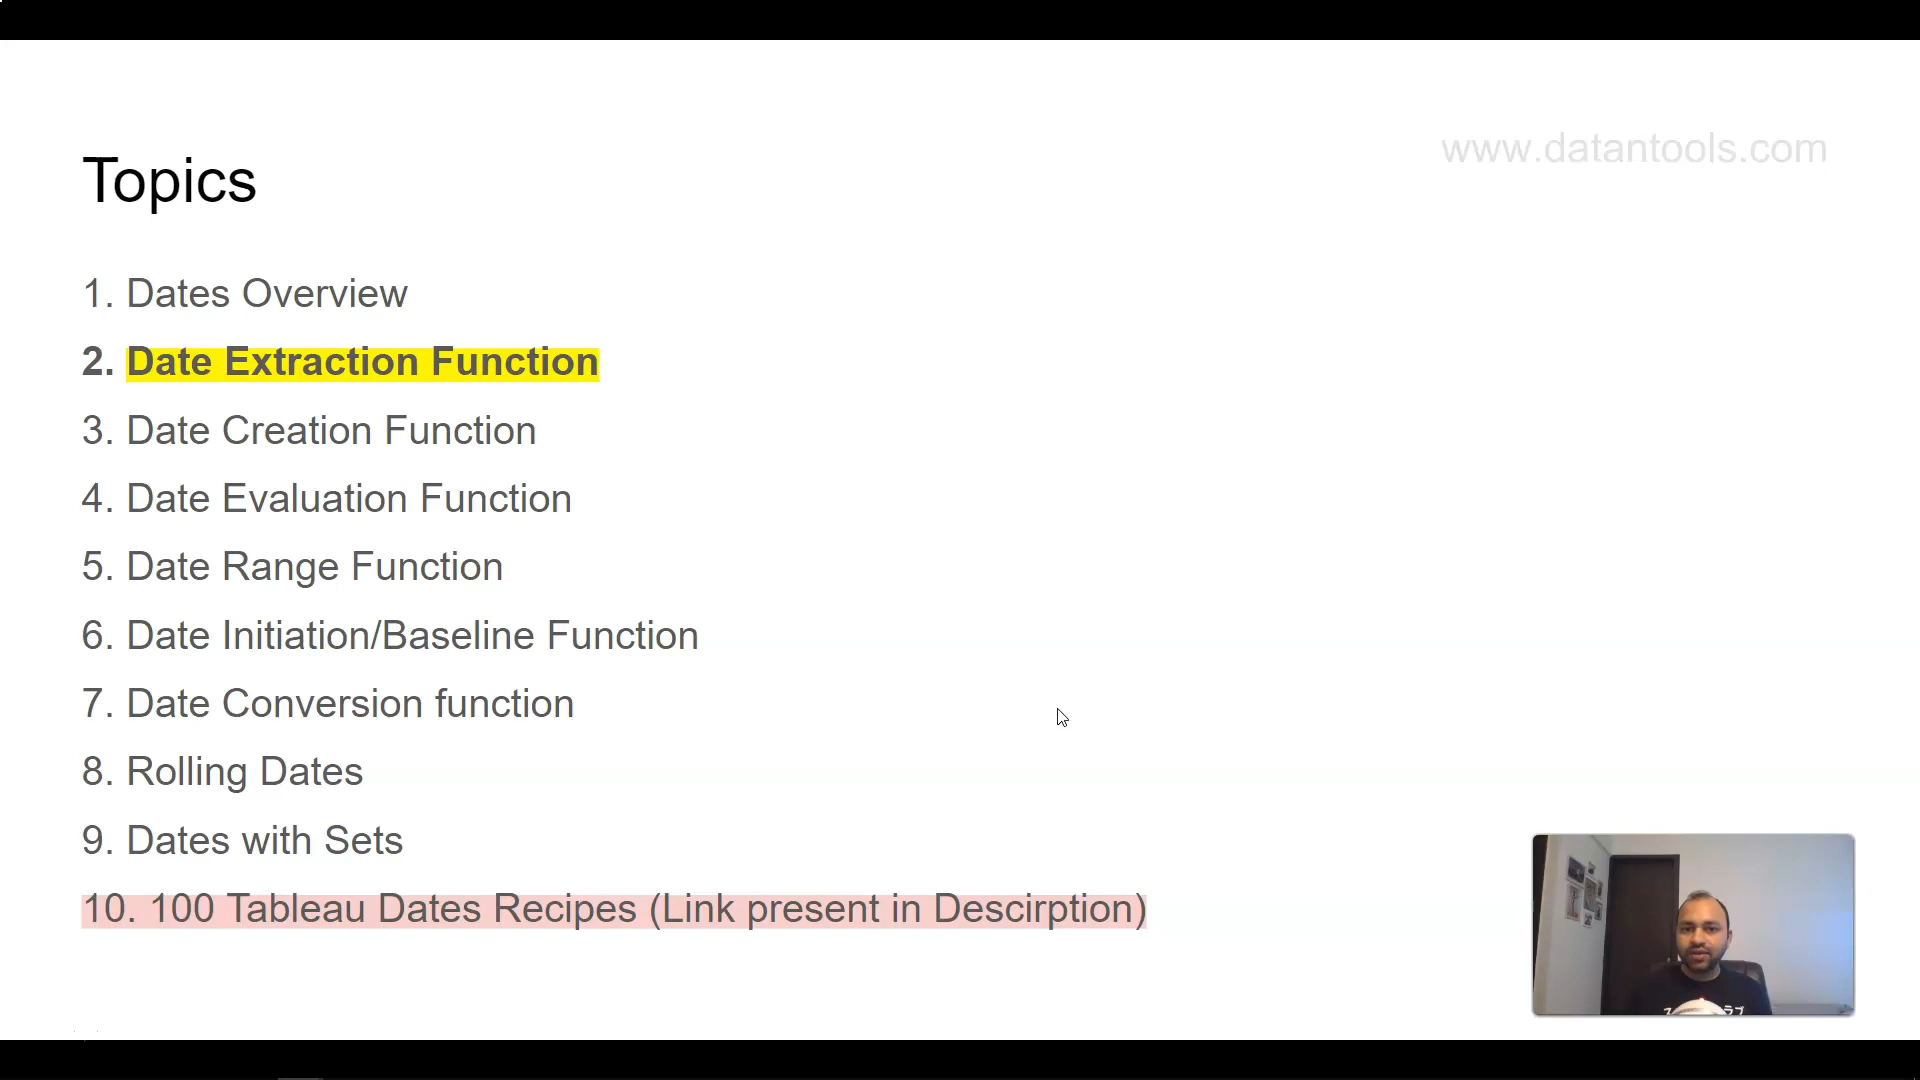 www.datantools.com
Topics
1. Dates Overview
2. Date Extraction Function
3. Date Creation Function
4. Date Evaluation Function
5. Date Range Function
6. Date Initiation/Baseline Function
7. Date Conversion function
8. Rolling Dates
9. Dates with Sets
10. 100 Tableau Dates Recipes (Link present in Descirption)